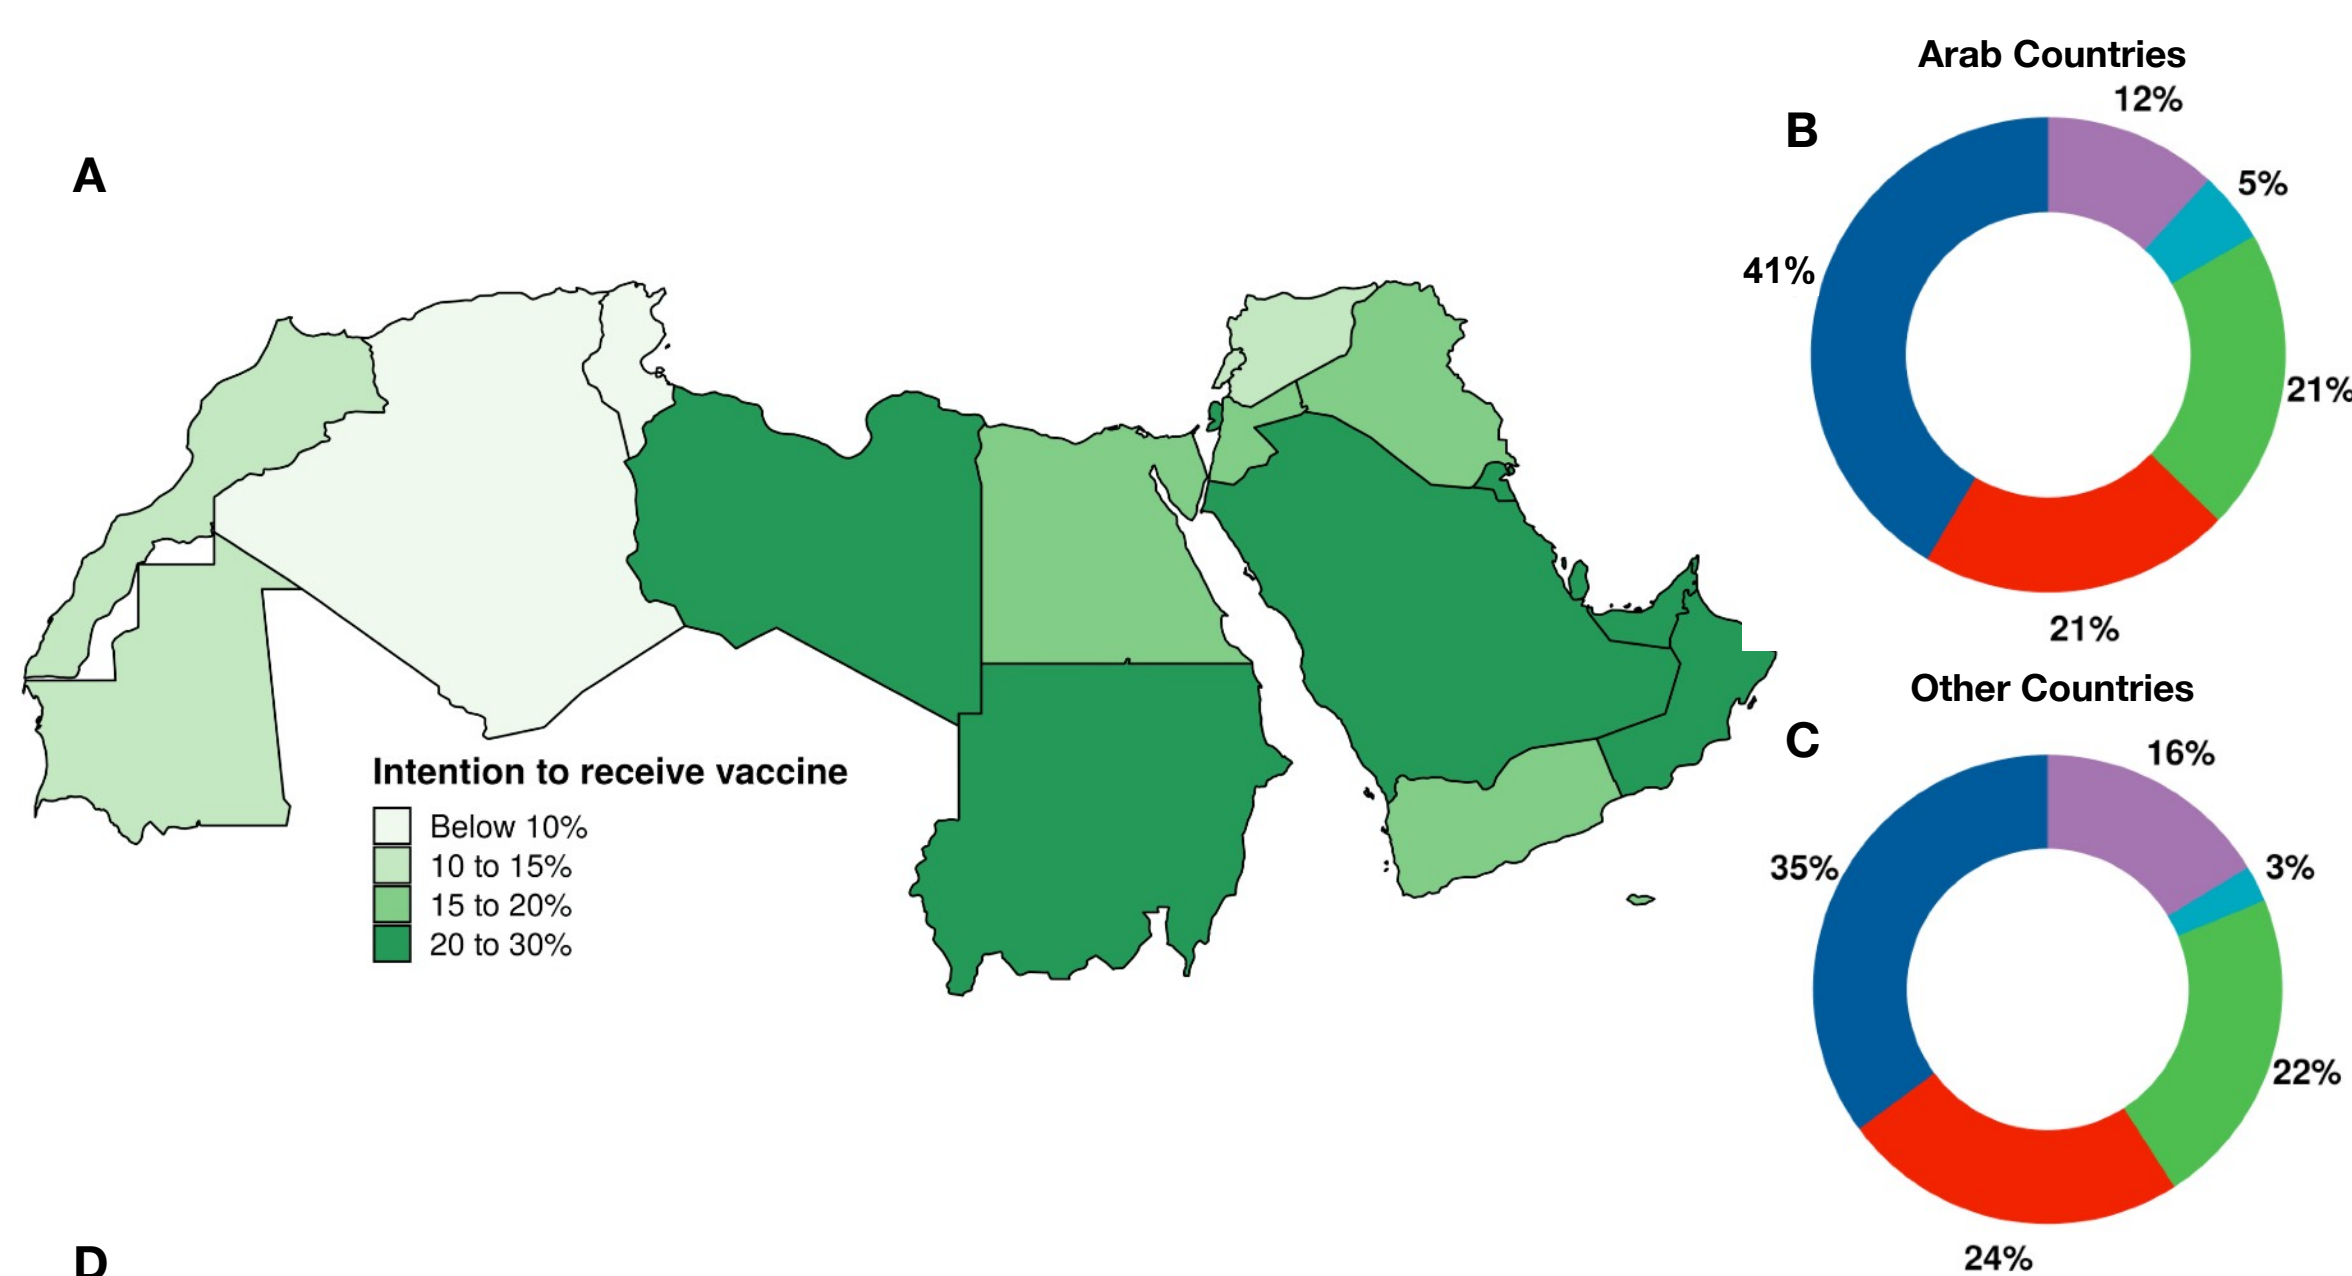 A
Intention to receive vaccine
Below 10%
10 to 15%
15 to 20%
20 to 30%
Arab Countries
B
12%
5%
41%
21%
21%
Other Countries
C
16%
3%
35%
22%
24%
D